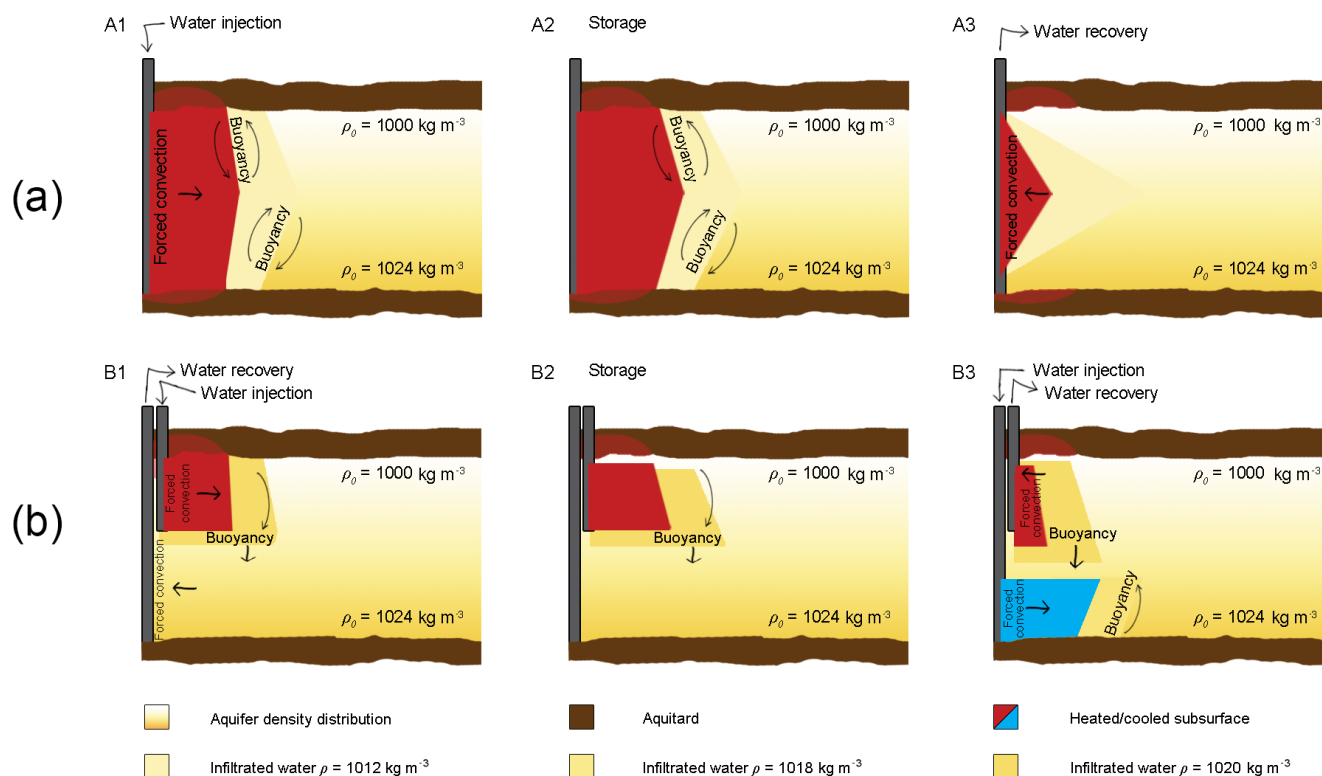 A1
Water injection
A2
Storage
A3
Water recovery
(a)
Forced convection
Buoyancy
Buoyancy
ρ₀ = 1000 kg m⁻³
ρ₀ = 1024 kg m⁻³
Buoyancy
Buoyancy
ρ₀ = 1000 kg m⁻³
ρ₀ = 1024 kg m⁻³
Forced convection
ρ₀ = 1000 kg m⁻³
ρ₀ = 1024 kg m⁻³
B1
Water recovery
Water injection
B2
Storage
B3
Water injection
Water recovery
(b)
Forced
convection
Forced convection
Buoyancy
ρ₀ = 1000 kg m⁻³
ρ₀ = 1024 kg m⁻³
Buoyancy
ρ₀ = 1000 kg m⁻³
ρ₀ = 1024 kg m⁻³
Forced
convection
Buoyancy
Forced
convection
Buoyancy
ρ₀ = 1000 kg m⁻³
ρ₀ = 1024 kg m⁻³
Aquifer density distribution
Aquitard
Heated/cooled subsurface
Infiltrated water ρ = 1012 kg m⁻³
Infiltrated water ρ = 1018 kg m⁻³
Infiltrated water ρ = 1020 kg m⁻³